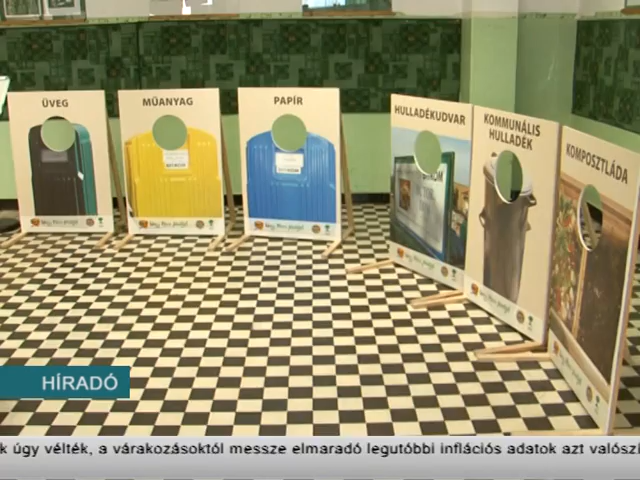 ÜVEG
MŰANYAG
PAPÍR
HULLADÉKUDVAR
KOMMUNÁLIS
HULLADÉK
KOMPOSZTLÁDA
HÍRADÓ
k úgy vélték, a várakozásoktól messze elmaradó legutóbbi inflációs adatok azt valószí